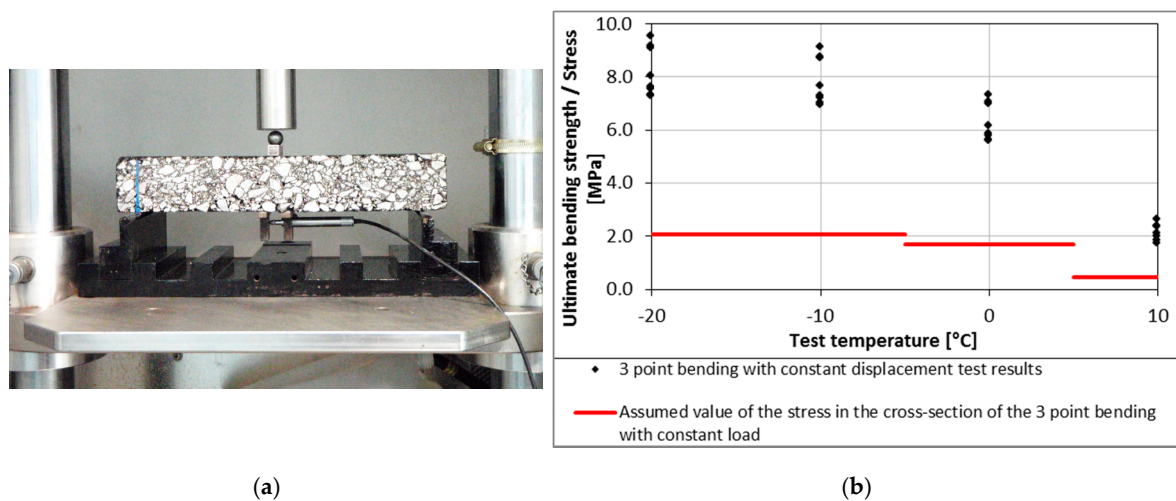 Ultimate bending strength / Stress
[MPa]
10.0
8.0
6.0
4.0
2.0
0.0
-20
-10
0
10
Test temperature [°C]
3 point bending with constant displacement test results
Assumed value of the stress in the cross-section of the 3 point bending
with constant load
(a)
(b)